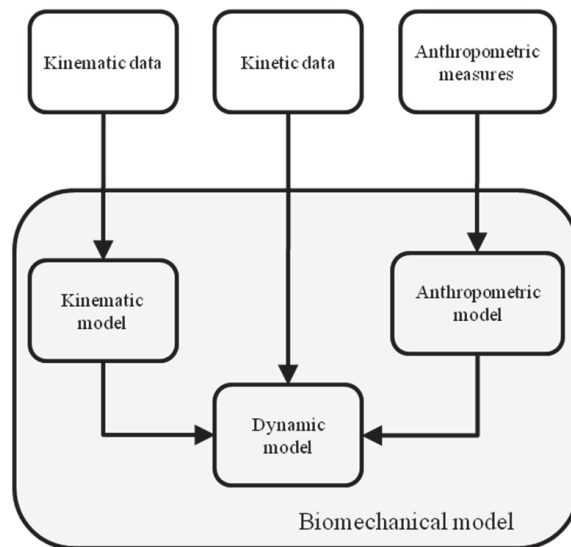 Kinematic data
Kinetic data
Anthropometric
measures
Kinematic
model
Anthropometric
model
Dynamic
model
Biomechanical model